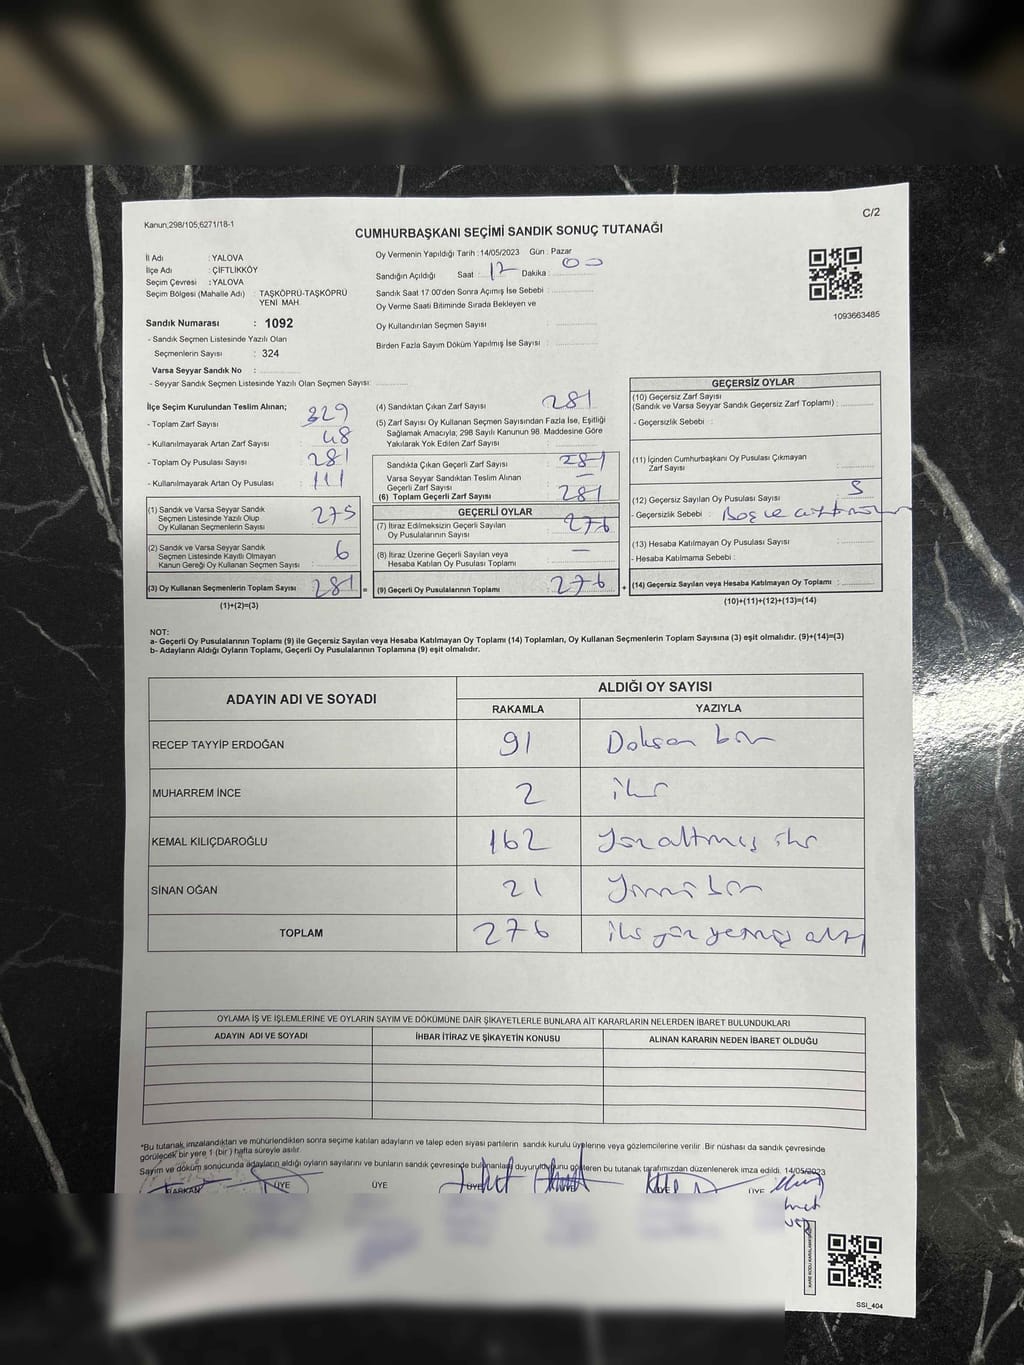 Kanun;298/105;6271/18-1
C/2
CUMHURBAŞKANI SEÇİMİ SANDIK SONUÇ TUTANAĞI
İl Adı : YALOVA
İlçe Adı : ÇİFTLİKKÖY
Seçim Çevresi : YALOVA
Seçim Bölgesi (Mahalle Adı) : TAŞKÖPRÜ-TAŞKÖPRÜ
YENİ MAH.
Sandık Numarası : 1092
- Sandık Seçmen Listesinde Yazılı Olan
Seçmenlerin Sayısı : 324
Varsa Seyyar Sandık No :
- Seyyar Sandık Seçmen Listesinde Yazılı Olan Seçmen Sayısı:
Oy Vermenin Yapıldığı Tarih :14/05/2023 Gün : Pazar
Sandığın Açıldığı Saat : 17 Dakika : 00
Sandık Saat 17.00'den Sonra Açımış İse Sebebi :
Oy Verme Saati Bitiminde Sırada Bekleyen ve
Oy Kullandırılan Seçmen Sayısı :
Birden Fazla Sayım Döküm Yapılmış İse Sayısı :
1093663485
İlçe Seçim Kurulundan Teslim Alınan;
- Toplam Zarf Sayısı : 329
- Kullanılmayarak Artan Zarf Sayısı : 48
- Toplam Oy Pusulası Sayısı : 281
- Kullanılmayarak Artan Oy Pusulası : 111
(1) Sandık ve Varsa Seyyar Sandık
Seçmen Listesinde Yazılı Olup
Oy Kullanan Seçmenlerin Sayısı : 275
(2) Sandık ve Varsa Seyyar Sandık
Seçmen Listesinde Kayıtlı Olmayan
Kanun Gereği Oy Kullanan Seçmen Sayısı : 6
(3) Oy Kullanan Seçmenlerin Toplam Sayısı : 281
(1)+(2)=(3)
(4) Sandıktan Çıkan Zarf Sayısı : 281
(5) Zarf Sayısı Oy Kullanan Seçmen Sayısından Fazla İse, Eşitliği
Sağlamak Amacıyla; 298 Sayılı Kanunun 98. Maddesine Göre
Yakılarak Yok Edilen Zarf Sayısı :
Sandıkta Çıkan Geçerli Zarf Sayısı : 281
Varsa Seyyar Sandıktan Teslim Alınan
Geçerli Zarf Sayısı : —
(6) Toplam Geçerli Zarf Sayısı : 281
GEÇERLİ OYLAR
(7) İtiraz Edilmeksizin Geçerli Sayılan
Oy Pusulalarının Sayısı : 276
(8) İtiraz Üzerine Geçerli Sayılan veya
Hesaba Katılan Oy Pusulası Toplamı : —
= (9) Geçerli Oy Pusulalarının Toplamı : 276
GEÇERSİZ OYLAR
(10) Geçersiz Zarf Sayısı
(Sandık ve Varsa Seyyar Sandık Geçersiz Zarf Toplamı) :
- Geçersizlik Sebebi :
(11) İçinden Cumhurbaşkanı Oy Pusulası Çıkmayan
Zarf Sayısı :
(12) Geçersiz Sayılan Oy Pusulası Sayısı : 5
- Geçersizlik Sebebi :
(13) Hesaba Katılmayan Oy Pusulası Sayısı :
- Hesaba Katılmama Sebebi :
+ (14) Geçersiz Sayılan veya Hesaba Katılmayan Oy Toplamı :
(10)+(11)+(12)+(13)=(14)
NOT:
a- Geçerli Oy Pusulalarının Toplamı (9) ile Geçersiz Sayılan veya Hesaba Katılmayan Oy Toplamı (14) Toplamları, Oy Kullanan Seçmenlerin Toplam Sayısına (3) eşit olmalıdır. (9)+(14)=(3)
b- Adayların Aldığı Oyların Toplamı, Geçerli Oy Pusulalarının Toplamına (9) eşit olmalıdır.
ADAYIN ADI VE SOYADI
ALDIĞI OY SAYISI
RAKAMLA YAZIYLA
RECEP TAYYİP ERDOĞAN 91 Doksan bir
MUHARREM İNCE 2 iki
KEMAL KILIÇDAROĞLU 162 Yüz altmış iki
SİNAN OĞAN 21 Yirmi bir
TOPLAM 276 iki yüz yetmiş altı
OYLAMA İŞ VE İŞLEMLERİNE VE OYLARIN SAYIM VE DÖKÜMÜNE DAİR ŞİKAYETLERLE BUNLARA AİT KARARLARIN NELERDEN İBARET BULUNDUKLARI
ADAYIN ADI VE SOYADI İHBAR İTİRAZ VE ŞİKAYETİN KONUSU ALINAN KARARIN NEDEN İBARET OLDUĞU
*Bu tutanak imzalandıktan ve mühürlendikten sonra seçime katılan adayların ve talep eden siyasi partilerin sandık kurulu üyelerine veya gözlemcilerine verilir .Bir nüshası da sandık çevresinde
görülecek bir yere 1 (bir ) hafta süreyle asılır.
Sayım ve döküm sonucunda adayların aldığı oyların sayılarını ve bunların sandık çevresinde bulunanlara duyurulduğunu gösteren bu tutanak tarafımızdan düzenlenerek imza edildi. 14/05/2023
BAŞKAN ÜYE ÜYE ÜYE ÜYE ÜYE
SSI_404